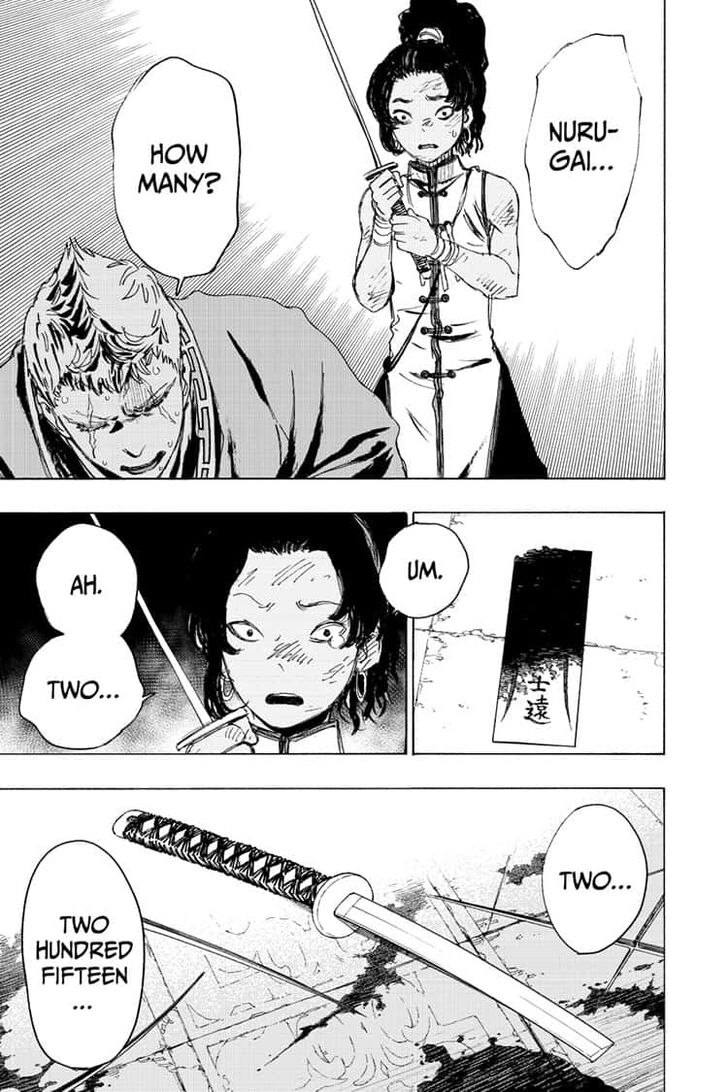 NURU-
GAI...
HOW
MANY?
UM.
士遠
AH.
TWO...
TWO...
TWO
HUNDRED
FIFTEEN
...